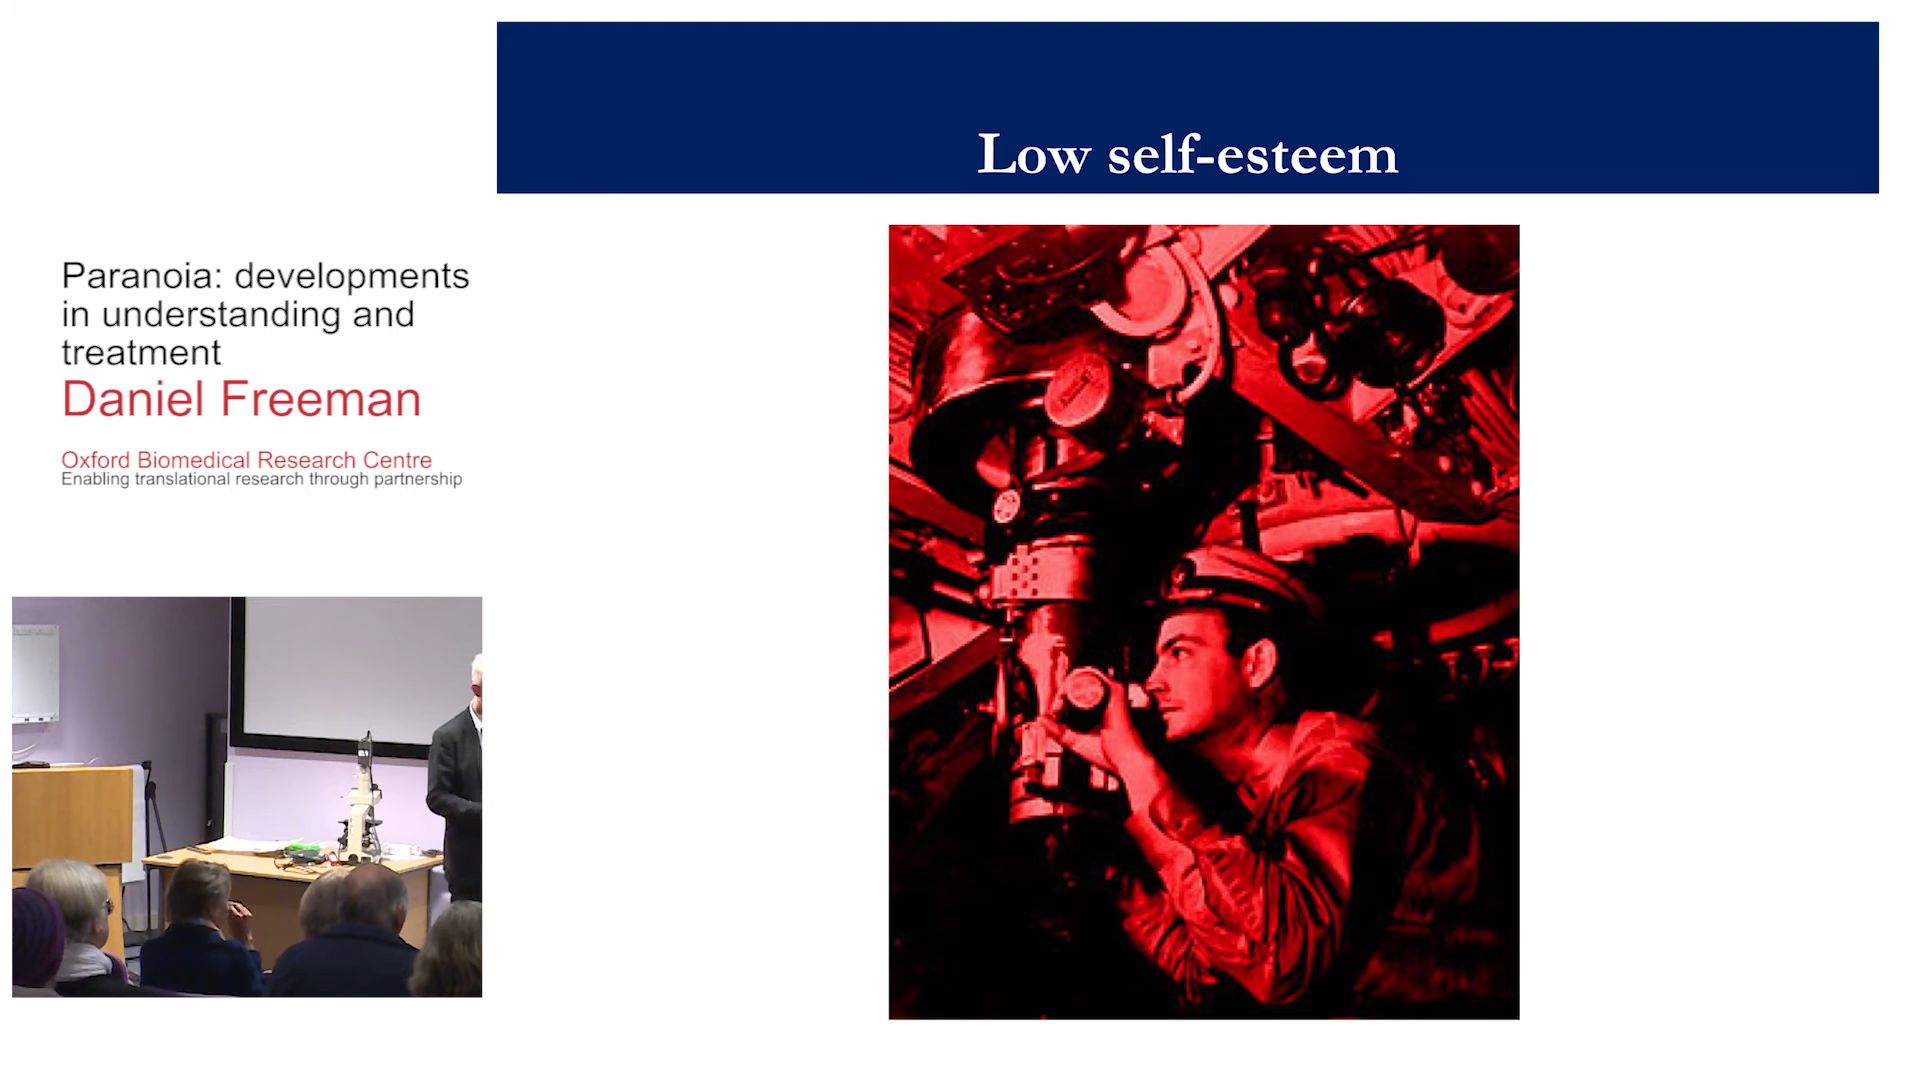 Low self-esteem
Paranoia: developments
in understanding and
treatment
Daniel Freeman
Oxford Biomedical Research Centre
Enabling translational research through partnership